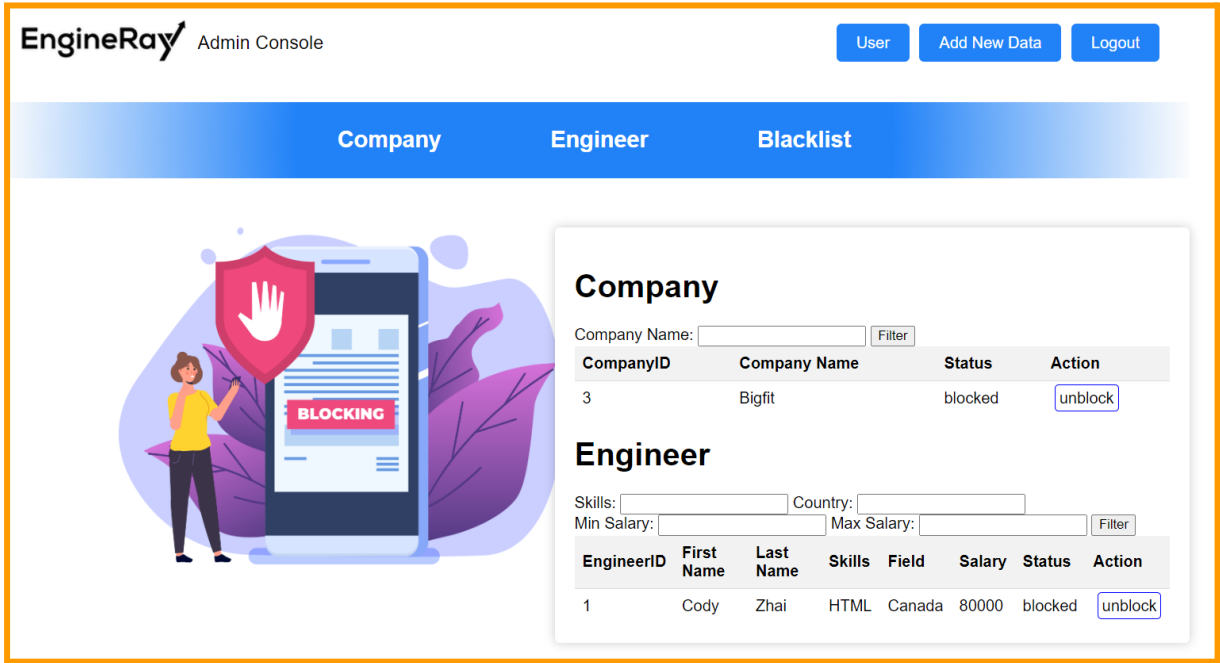 EngineRay Admin Console User Add New Data Logout
Company Engineer Blacklist
BLOCKING
Company
Company Name: Filter
CompanyID Company Name Status Action
3 Bigfit blocked unblock
Engineer
Skills: Country:
Min Salary: Max Salary: Filter
EngineerID First Name Last Name Skills Field Salary Status Action
1 Cody Zhai HTML Canada 80000 blocked unblock